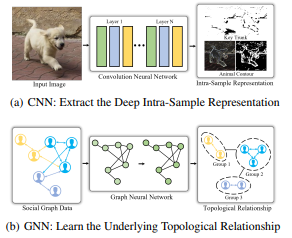 Layer 1
Layer N
Key Trunk
Animal Contour
Input Image
Convolution Neural Network
Intra-Sample Representation
(a) CNN: Extract the Deep Intra-Sample Representation
Group 1
Group 2
Group 3
Social Graph Data
Graph Neural Network
Topological Relationship
(b) GNN: Learn the Underlying Topological Relationship